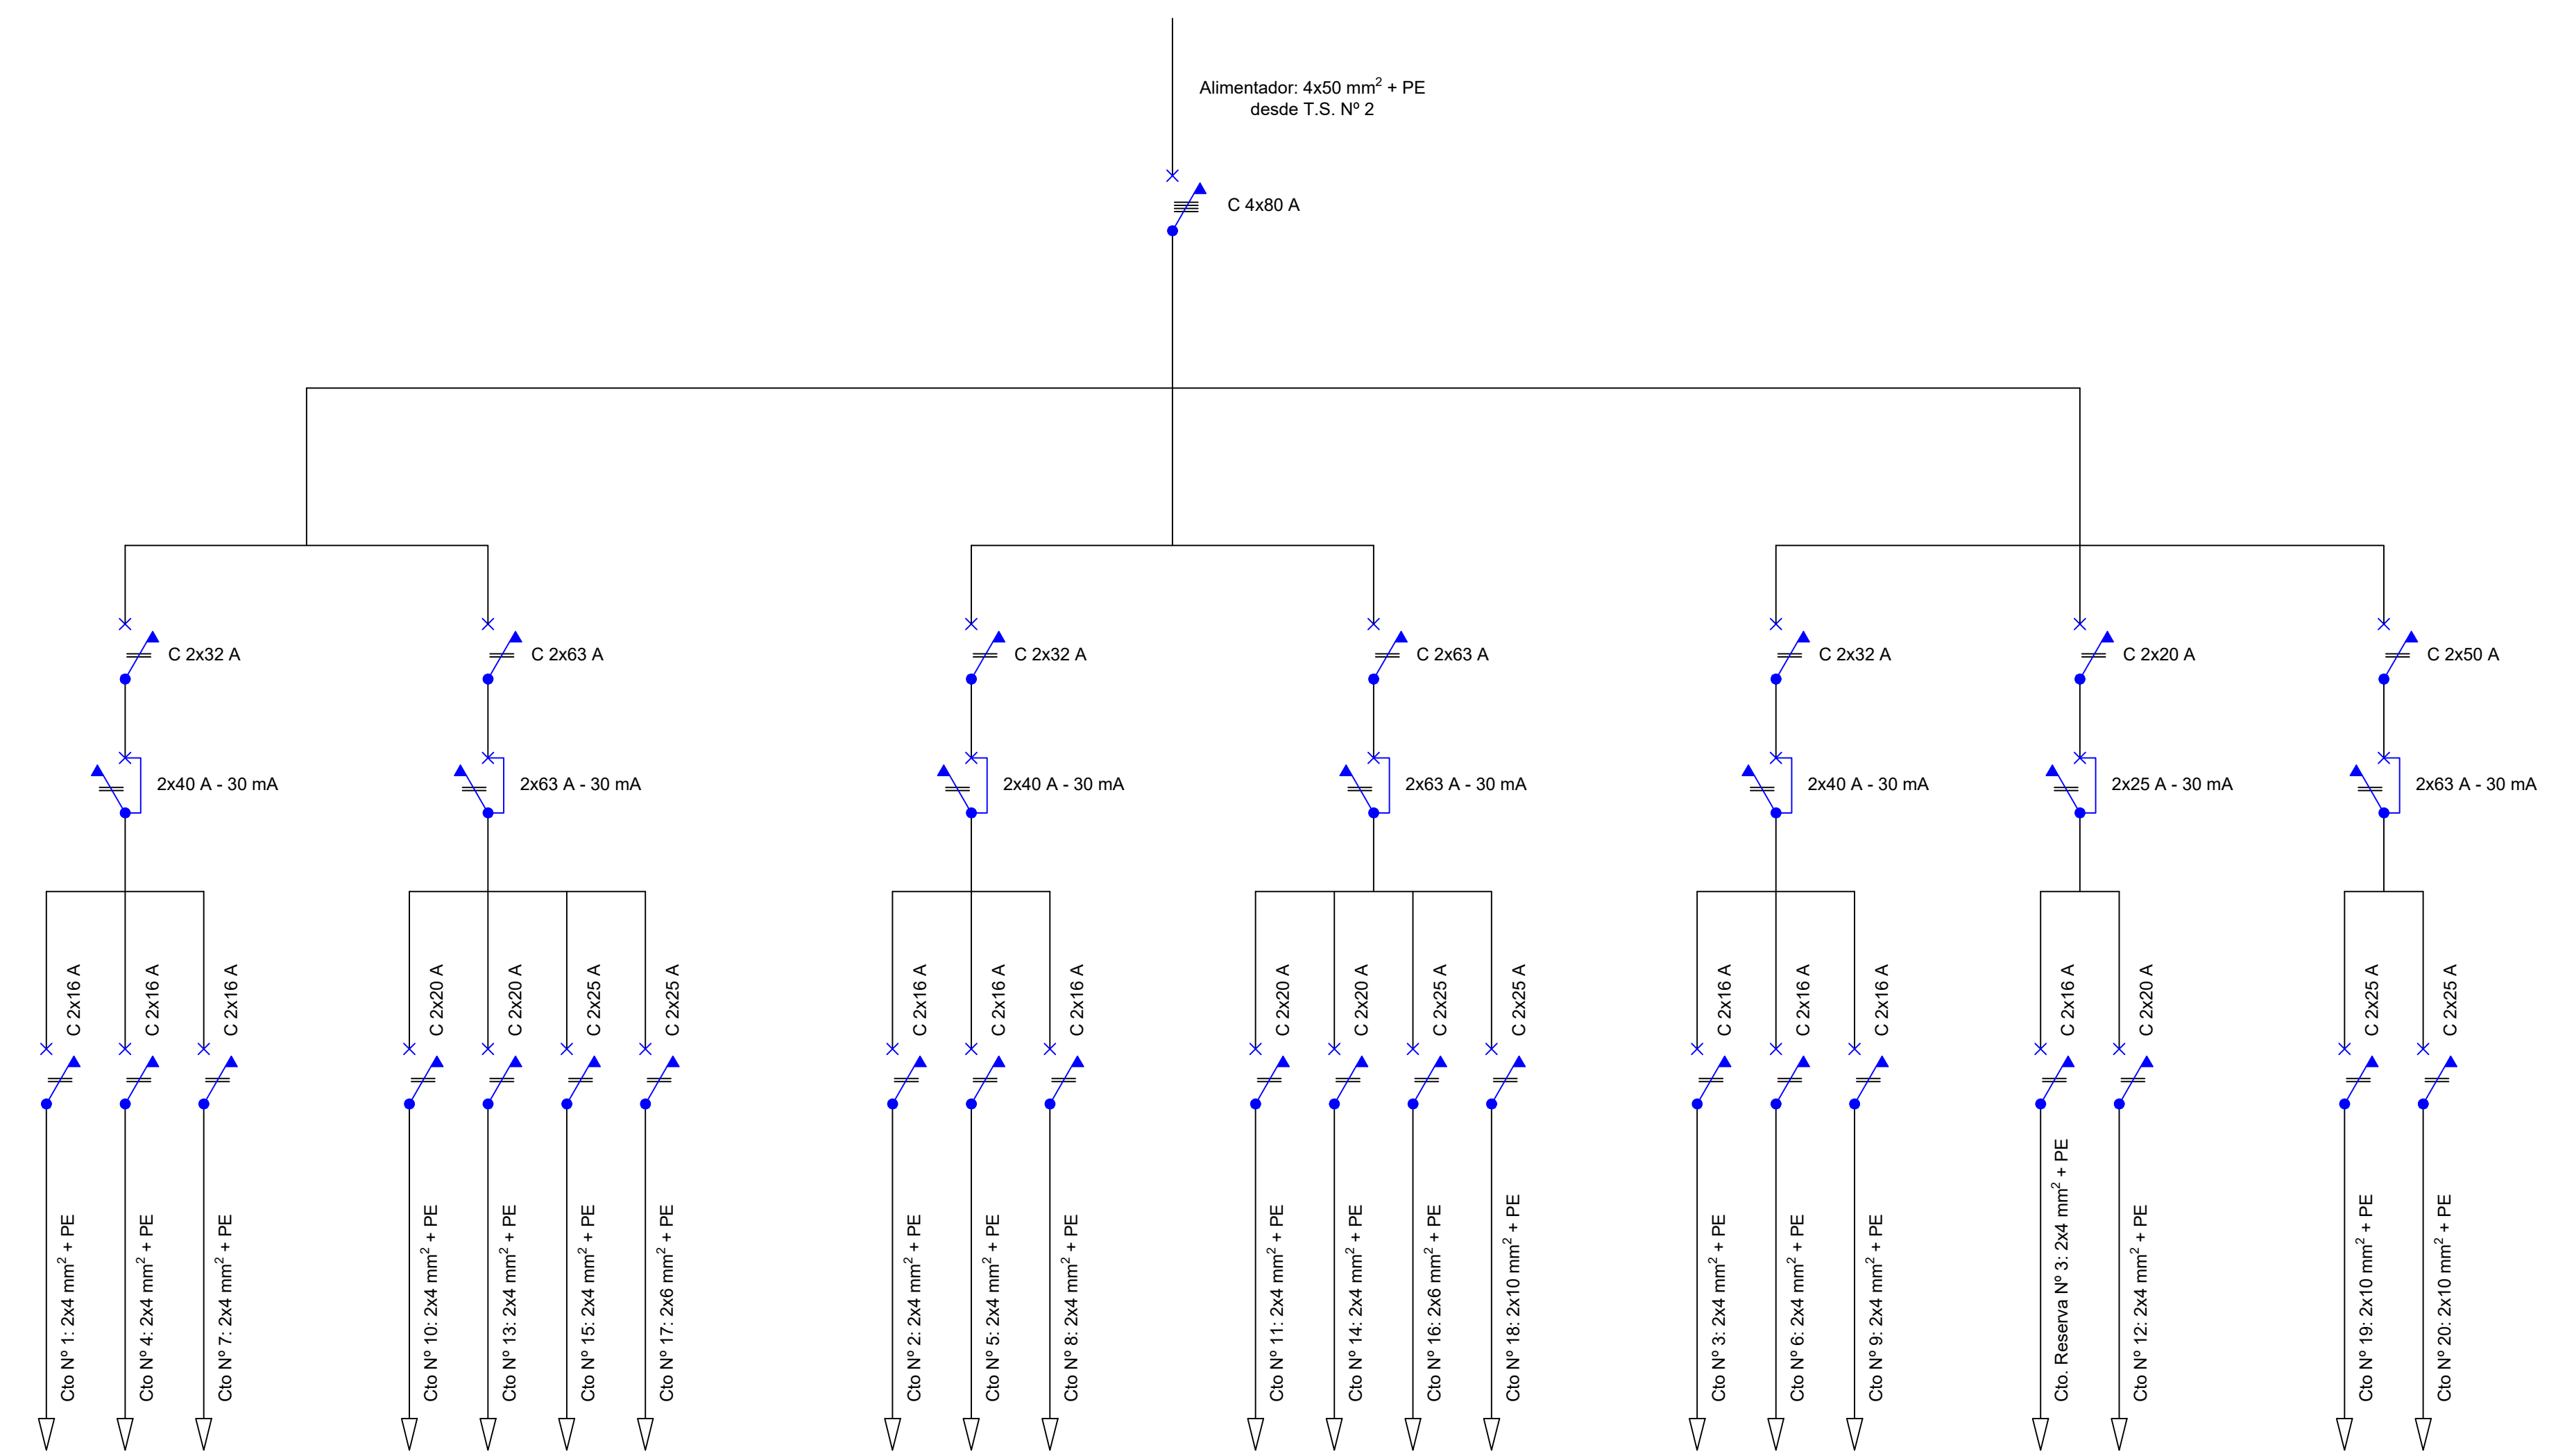 Alimentador: 4x50 mm² + PE
desde T.S. Nº 2
C 4x80 A
C 2x32 A
C 2x63 A
C 2x32 A
C 2x63 A
C 2x32 A
C 2x20 A
C 2x50 A
2x40 A - 30 mA
2x63 A - 30 mA
2x40 A - 30 mA
2x63 A - 30 mA
2x40 A - 30 mA
2x25 A - 30 mA
2x63 A - 30 mA
C 2x16 A
C 2x16 A
C 2x16 A
C 2x20 A
C 2x20 A
C 2x25 A
C 2x25 A
C 2x16 A
C 2x16 A
C 2x16 A
C 2x20 A
C 2x20 A
C 2x25 A
C 2x25 A
C 2x16 A
C 2x16 A
C 2x16 A
C 2x16 A
C 2x20 A
C 2x25 A
C 2x25 A
Cto Nº 1: 2x4 mm² + PE
Cto Nº 4: 2x4 mm² + PE
Cto Nº 7: 2x4 mm² + PE
Cto Nº 10: 2x4 mm² + PE
Cto Nº 13: 2x4 mm² + PE
Cto Nº 15: 2x4 mm² + PE
Cto Nº 17: 2x6 mm² + PE
Cto Nº 2: 2x4 mm² + PE
Cto Nº 5: 2x4 mm² + PE
Cto Nº 8: 2x4 mm² + PE
Cto Nº 11: 2x4 mm² + PE
Cto Nº 14: 2x4 mm² + PE
Cto Nº 16: 2x6 mm² + PE
Cto Nº 18: 2x10 mm² + PE
Cto Nº 3: 2x4 mm² + PE
Cto Nº 6: 2x4 mm² + PE
Cto Nº 9: 2x4 mm² + PE
Cto. Reserva Nº 3: 2x4 mm² + PE
Cto Nº 12: 2x4 mm² + PE
Cto Nº 19: 2x10 mm² + PE
Cto Nº 20: 2x10 mm² + PE